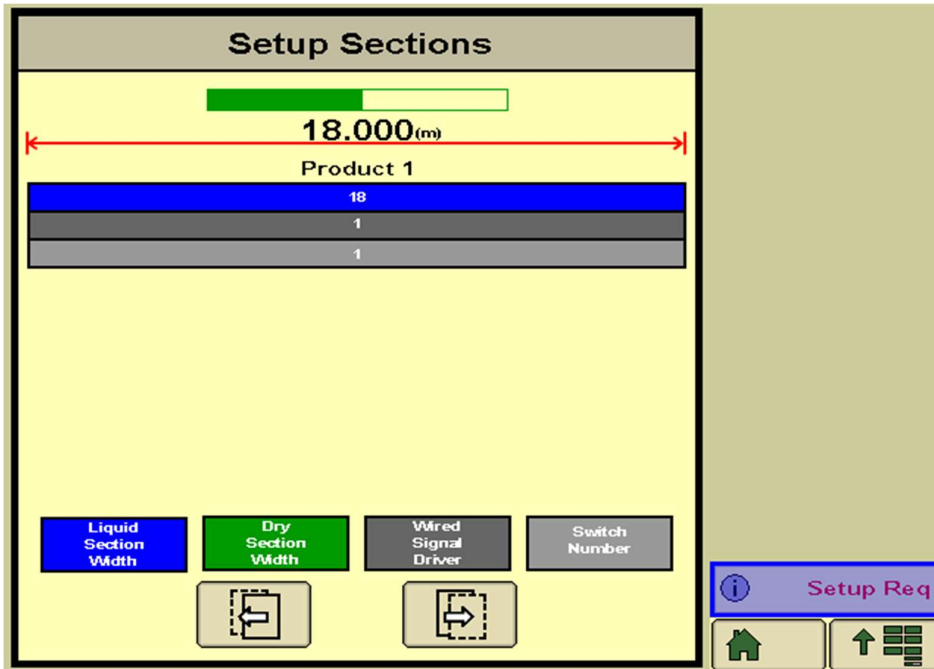 Setup Sections
18.000(m)
Product 1
18
1
1
Liquid
Section
Width
Dry
Section
Width
Wired
Signal
Driver
Switch
Number
Setup Req